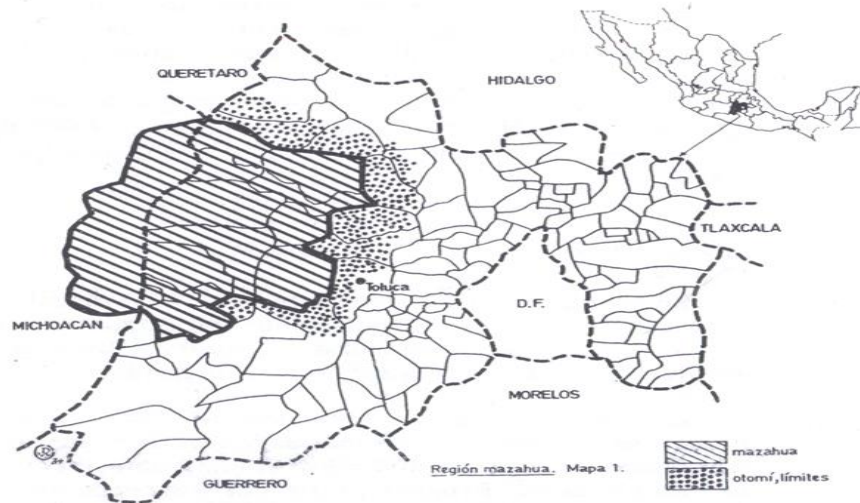 QUERETARO
HIDALGO
TLAXCALA
Toluca
D.F.
MICHOACAN
MORELOS
GUERRERO
Región mazahua. Mapa 1.
mazahua
otomí, límites